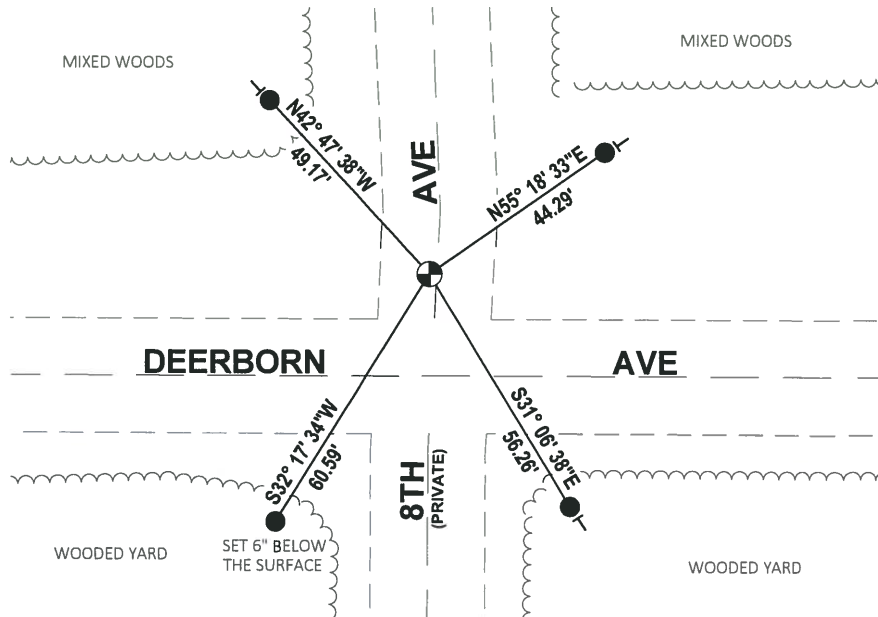 MIXED WOODS
MIXED WOODS
N42° 47' 38"W
49.17'
AVE
N55° 18' 33"E
44.29'
DEERBORN
AVE
S32° 17' 34"W
60.59'
S31° 06' 38"E
56.26'
8TH
(PRIVATE)
WOODED YARD
SET 6" BELOW
THE SURFACE
WOODED YARD